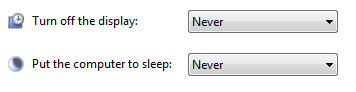 Turn off the display: Never
Put the computer to sleep: Never